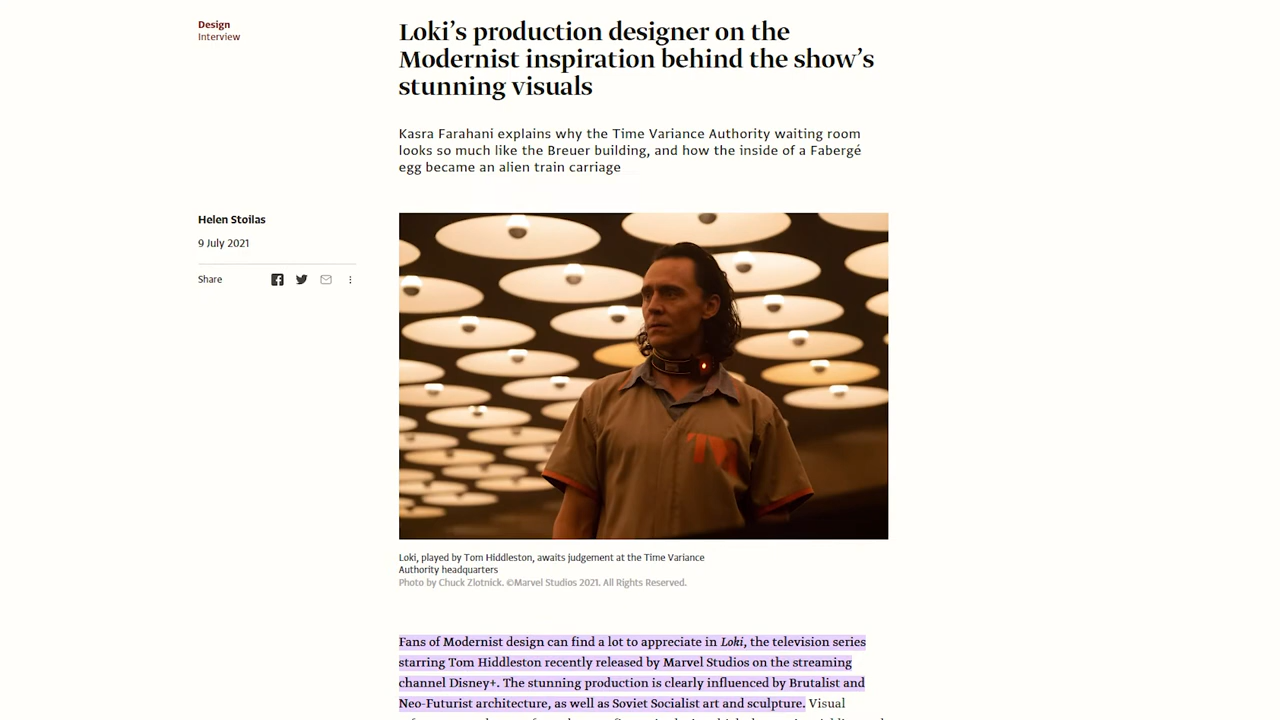 Design
Interview
Loki’s production designer on the
Modernist inspiration behind the show’s
stunning visuals
Kasra Farahani explains why the Time Variance Authority waiting room
looks so much like the Breuer building, and how the inside of a Fabergé
egg became an alien train carriage
Helen Stoilas
9 July 2021
Share
Loki, played by Tom Hiddleston, awaits judgement at the Time Variance
Authority headquarters
Photo by Chuck Zlotnick. ©Marvel Studios 2021. All Rights Reserved.
Fans of Modernist design can find a lot to appreciate in Loki, the television series
starring Tom Hiddleston recently released by Marvel Studios on the streaming
channel Disney+. The stunning production is clearly influenced by Brutalist and
Neo-Futurist architecture, as well as Soviet Socialist art and sculpture. Visual